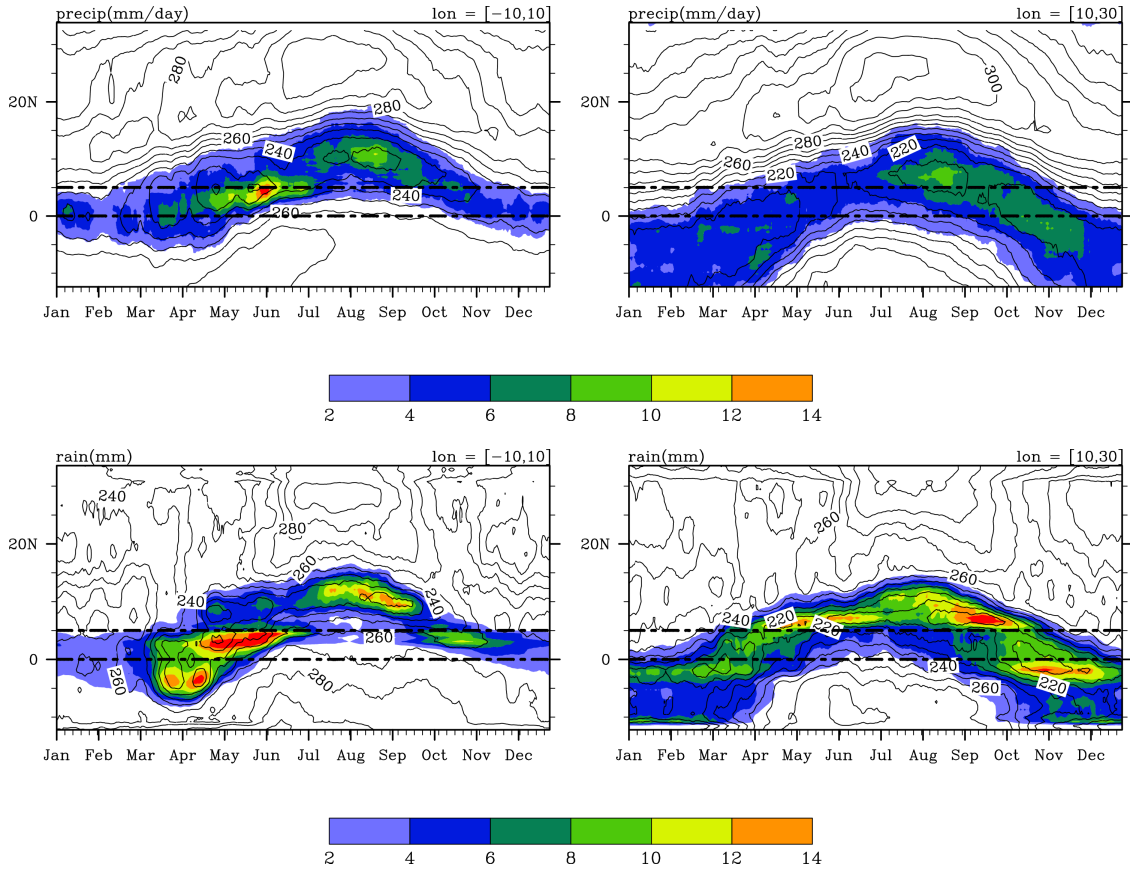 precip(mm/day) lon = [−10,10] precip(mm/day) lon = [10,30]
280 300
20N 20N
280
260 280
240 240 220
260
220
240
0 260 0
Jan Feb Mar Apr May Jun Jul Aug Sep Oct Nov Dec Jan Feb Mar Apr May Jun Jul Aug Sep Oct Nov Dec
2 4 6 8 10 12 14
rain(mm) lon = [−10,10] rain(mm) lon = [10,30]
240
280 260
20N 20N
260 260
240 240
240 220 220
260
0 0
260 280 240 260 220
Jan Feb Mar Apr May Jun Jul Aug Sep Oct Nov Dec Jan Feb Mar Apr May Jun Jul Aug Sep Oct Nov Dec
2 4 6 8 10 12 14